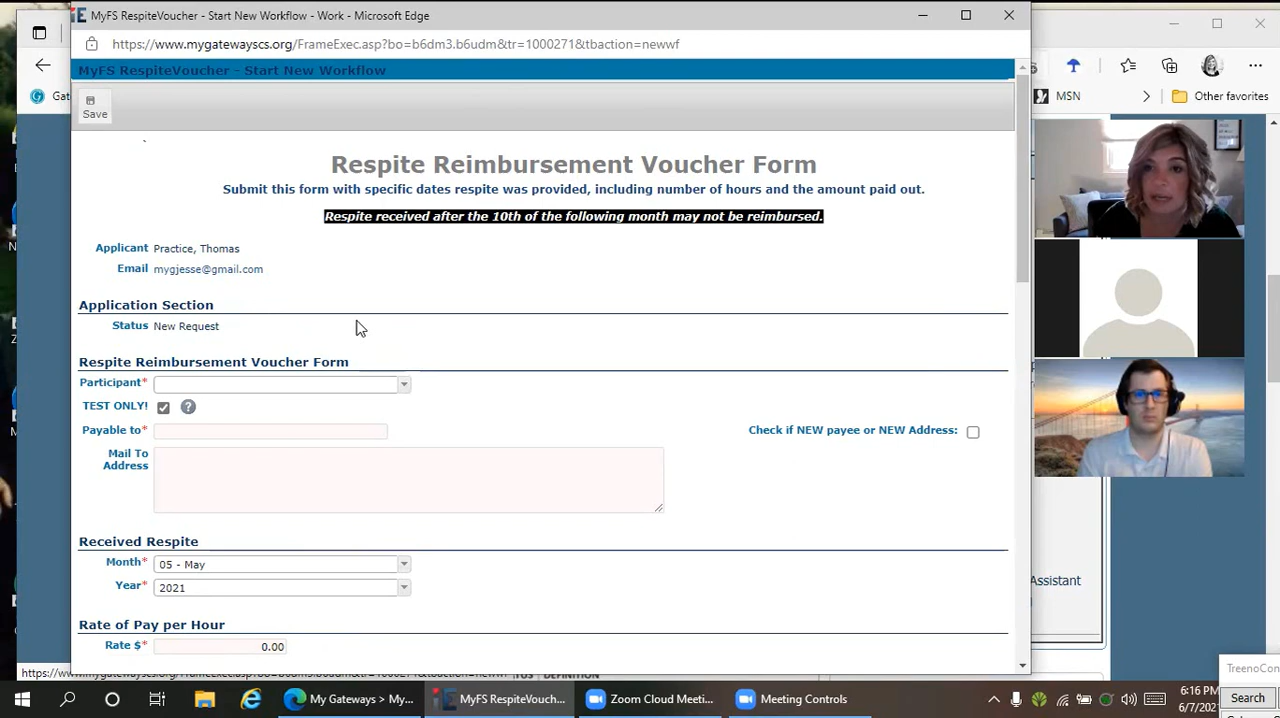 MyFS RespiteVoucher - Start New Workflow - Work - Microsoft Edge
https://www.mygatewayscs.org/FrameExec.asp?bo=b6dm3.b6udm&tr=1000271&tbaction=newwf
MyFS RespiteVoucher - Start New Workflow
Save
Gat
MSN
Other favorites
Respite Reimbursement Voucher Form
Submit this form with specific dates respite was provided, including number of hours and the amount paid out.
Respite received after the 10th of the following month may not be reimbursed.
Applicant Practice, Thomas
Email mygjesse@gmail.com
Application Section
Status New Request
Respite Reimbursement Voucher Form
Participant*
TEST ONLY!
Payable to*
Check if NEW payee or NEW Address:
Mail To
Address
Received Respite
Month* 05 - May
Year* 2021
Assistant
Rate of Pay per Hour
Rate $* 0.00
DEFINITION
TreenoCon
My Gateways > My...
MyFS RespiteVouch...
Zoom Cloud Meeti...
Meeting Controls
6:16 PM
6/7/202
Search